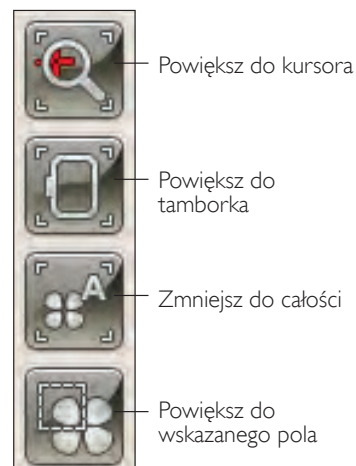 Powiększ do kursora
Powiększ do
tamborka
A
Zmniejsz do całości
Powiększ do
wskazanego pola